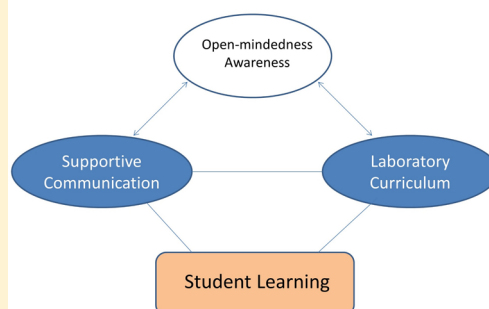 Open-mindedness
Awareness
Supportive
Communication
Laboratory
Curriculum
Student Learning